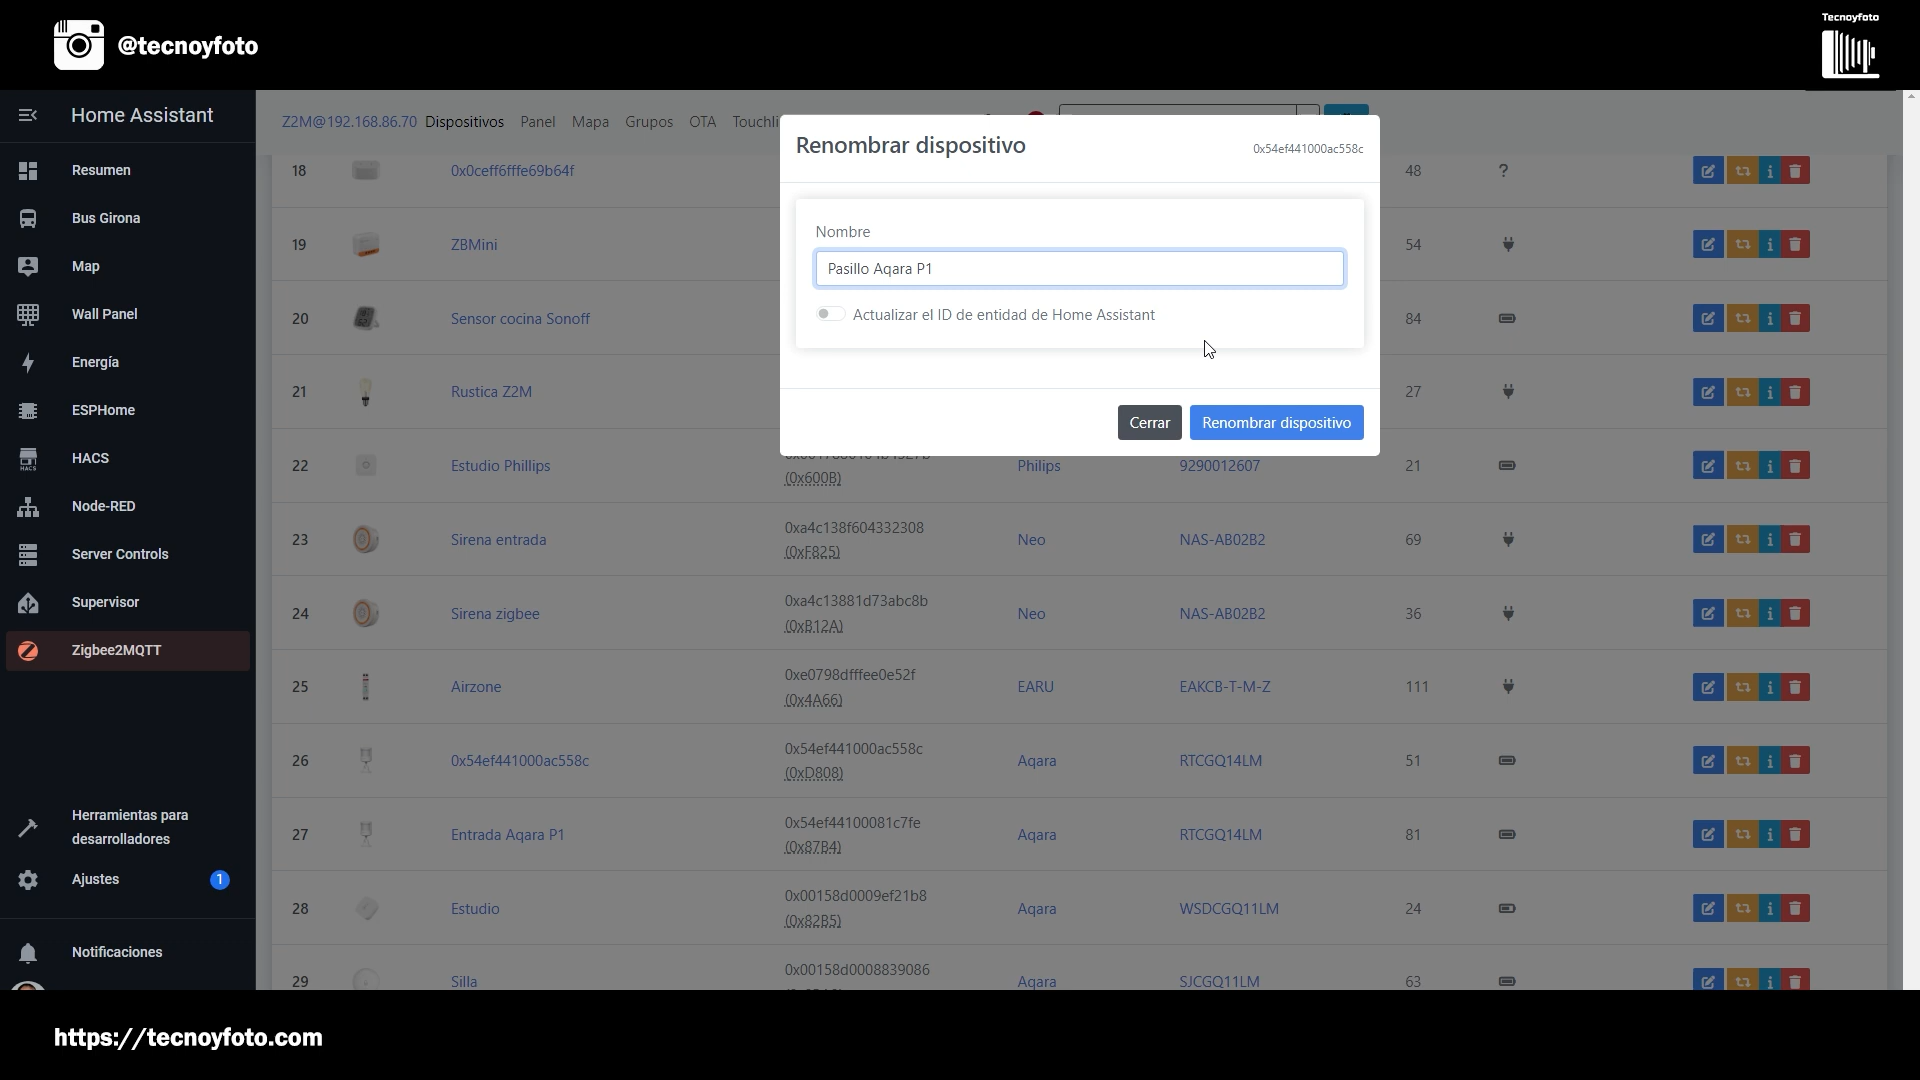 @tecnoyfoto
Tecnoyfoto
Home Assistant
Resumen
Bus Girona
Map
Wall Panel
Energía
ESPHome
HACS
HACS
Node-RED
Server Controls
Supervisor
Zigbee2MQTT
Herramientas para
desarrolladores
Ajustes 1
Notificaciones
Z2M@192.168.86.70 Dispositivos Panel Mapa Grupos OTA
Renombrar dispositivo 0x54ef441000ac558c
Nombre
Pasillo Aqara P1
Actualizar el ID de entidad de Home Assistant
Cerrar Renombrar dispositivo
18 0x0ceff6fffe69b64f 48 ?
19 ZBMini 54
20 Sensor cocina Sonoff 84
21 Rustica Z2M 27
22 Estudio Phillips (0x600B) Philips 9290012607 21
23 Sirena entrada 0xa4c138f604332308 (0xF825) Neo NAS-AB02B2 69
24 Sirena zigbee 0xa4c13881d73abc8b (0xB12A) Neo NAS-AB02B2 36
25 Airzone 0xe0798dfffee0e52f (0x4A66) EARU EAKCB-T-M-Z 111
26 0x54ef441000ac558c 0x54ef441000ac558c (0xD808) Aqara RTCGQ14LM 51
27 Entrada Aqara P1 0x54ef44100081c7fe (0x87B4) Aqara RTCGQ14LM 81
28 Estudio 0x00158d0009ef21b8 (0x82B5) Aqara WSDCGQ11LM 24
29 Silla 0x00158d0008839086 Aqara SJCGQ11LM 63
https://tecnoyfoto.com